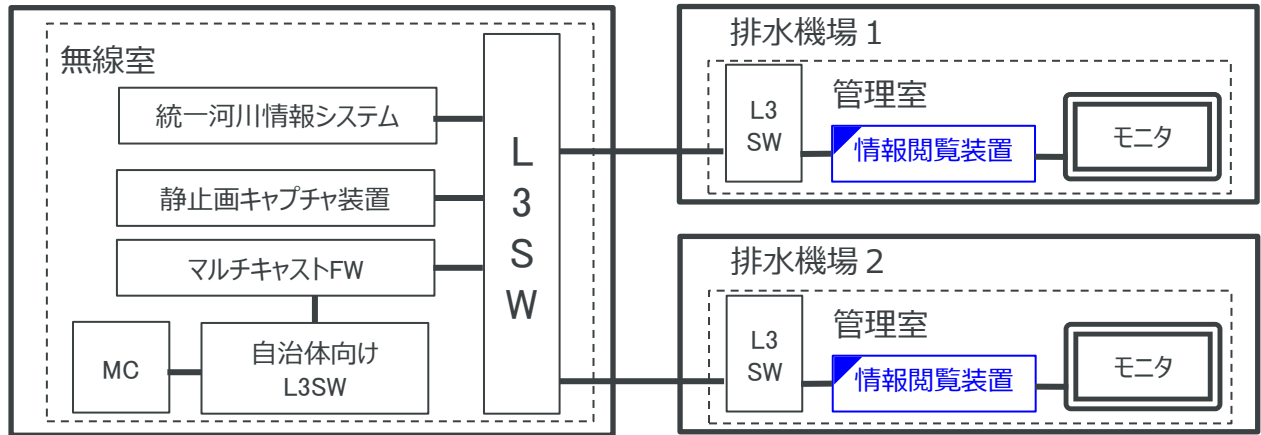 無線室
統一河川情報システム
静止画キャプチャ装置
マルチキャストFW
MC
自治体向け
L3SW
L
3
S
W
排水機場1
管理室
L3
SW
情報閲覧装置
モニタ
排水機場2
管理室
L3
SW
情報閲覧装置
モニタ